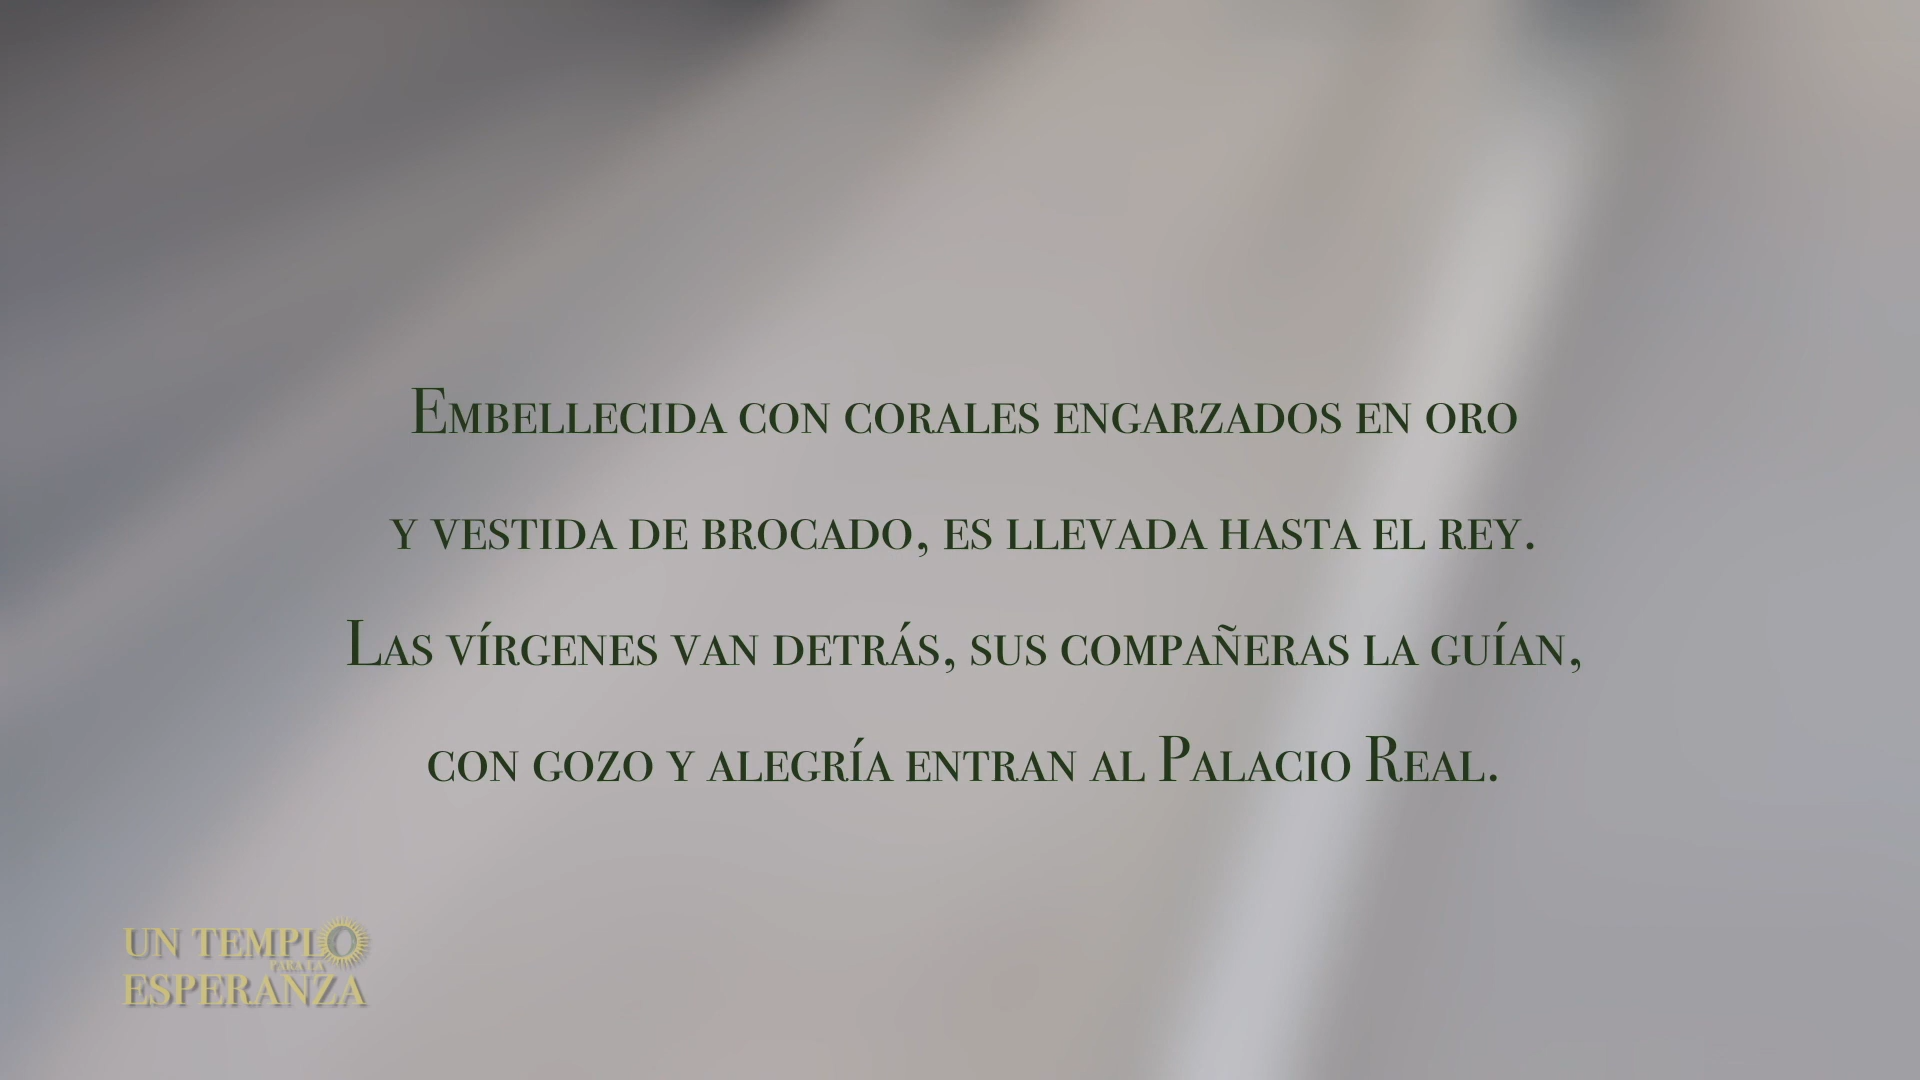 Embellecida con corales engarzados en oro
y vestida de brocado, es llevada hasta el rey.
Las vírgenes van detrás, sus compañeras la guían,
con gozo y alegría entran al Palacio Real.
UN TEMPLO
PARA LA
ESPERANZA